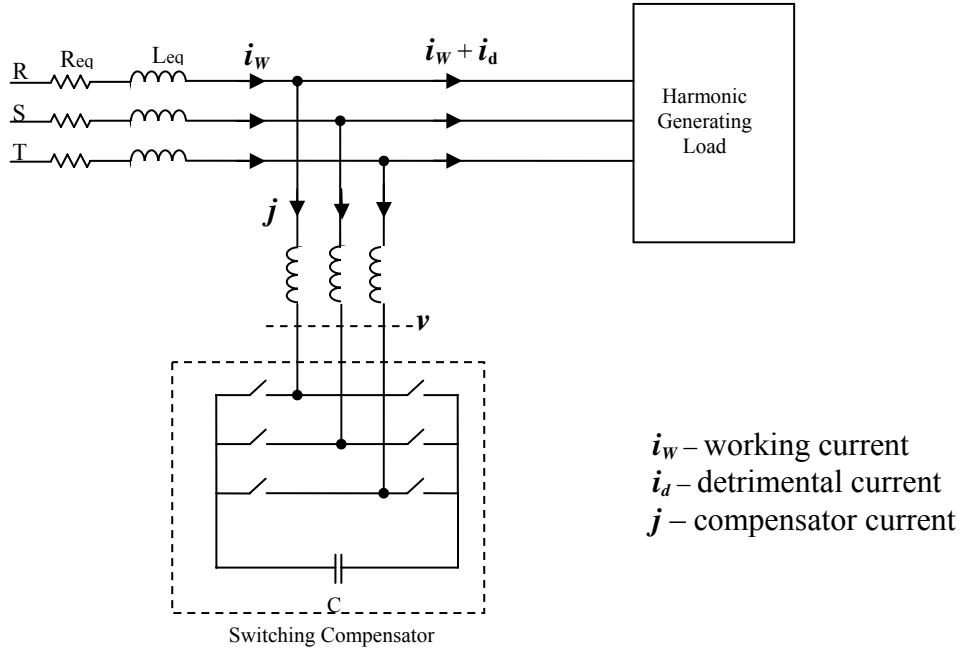 R
Req
Leq
iW
iW + id
S
T
Harmonic
Generating
Load
j
v
C
Switching Compensator
iW – working current
id – detrimental current
j – compensator current